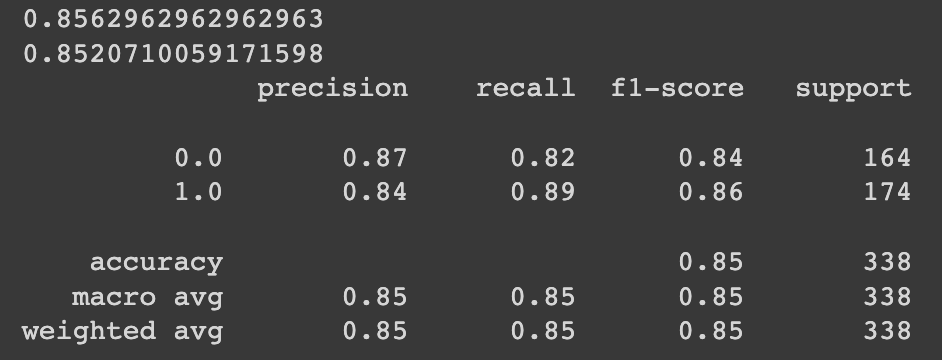 0.8562962962962963
0.8520710059171598
precision recall f1-score support
0.0 0.87 0.82 0.84 164
1.0 0.84 0.89 0.86 174
accuracy 0.85 338
macro avg 0.85 0.85 0.85 338
weighted avg 0.85 0.85 0.85 338